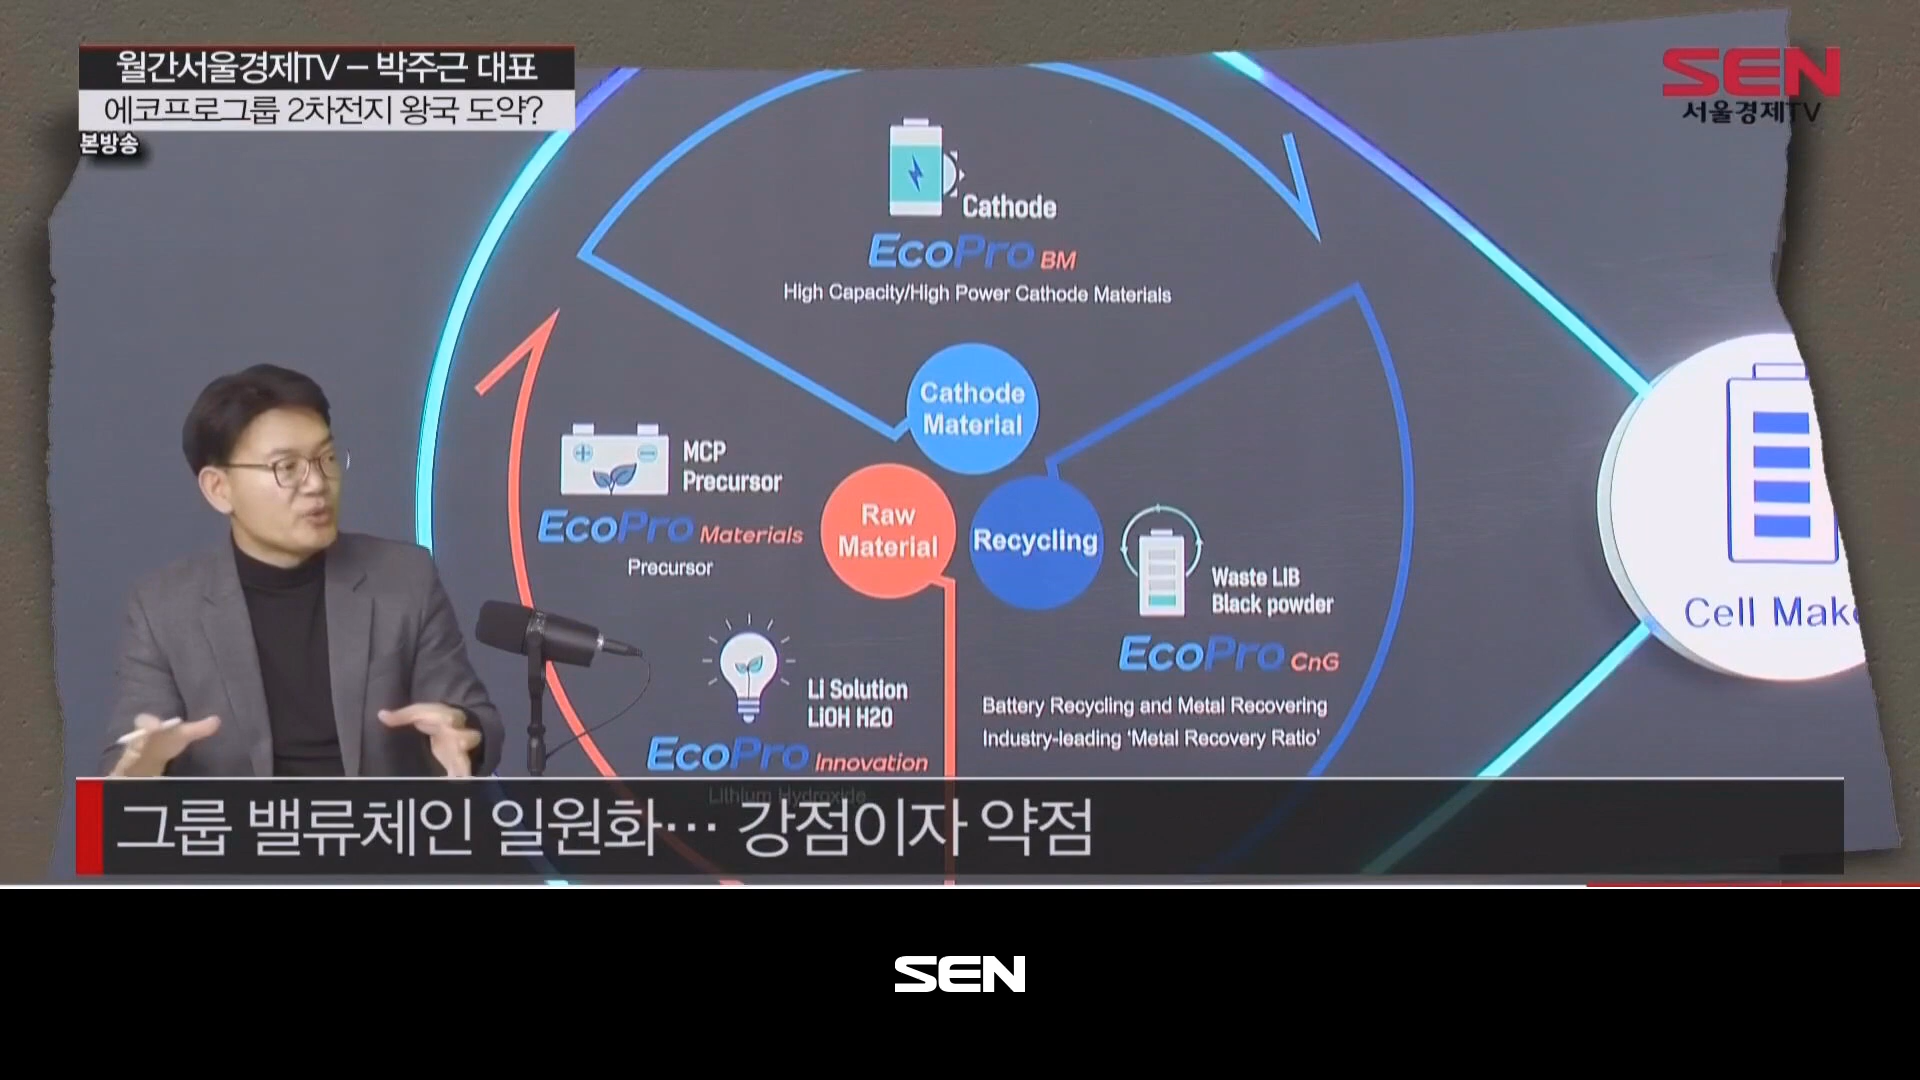 월간서울경제TV – 박주근 대표
에코프로그룹 2차전지 왕국 도약?
본방송
SEN
서울경제TV
Cathode
EcoPro BM
High Capacity/High Power Cathode Materials
Cathode
Material
MCP
Precursor
EcoPro Materials
Precursor
Raw
Material
Recycling
Waste LIB
Black powder
EcoPro CnG
Battery Recycling and Metal Recovering
Industry-leading ‘Metal Recovery Ratio’
Li Solution
LiOH H2O
EcoPro Innovation
Lithium Hydroxide
Cell Make
그룹 밸류체인 일원화… 강점이자 약점
SEN